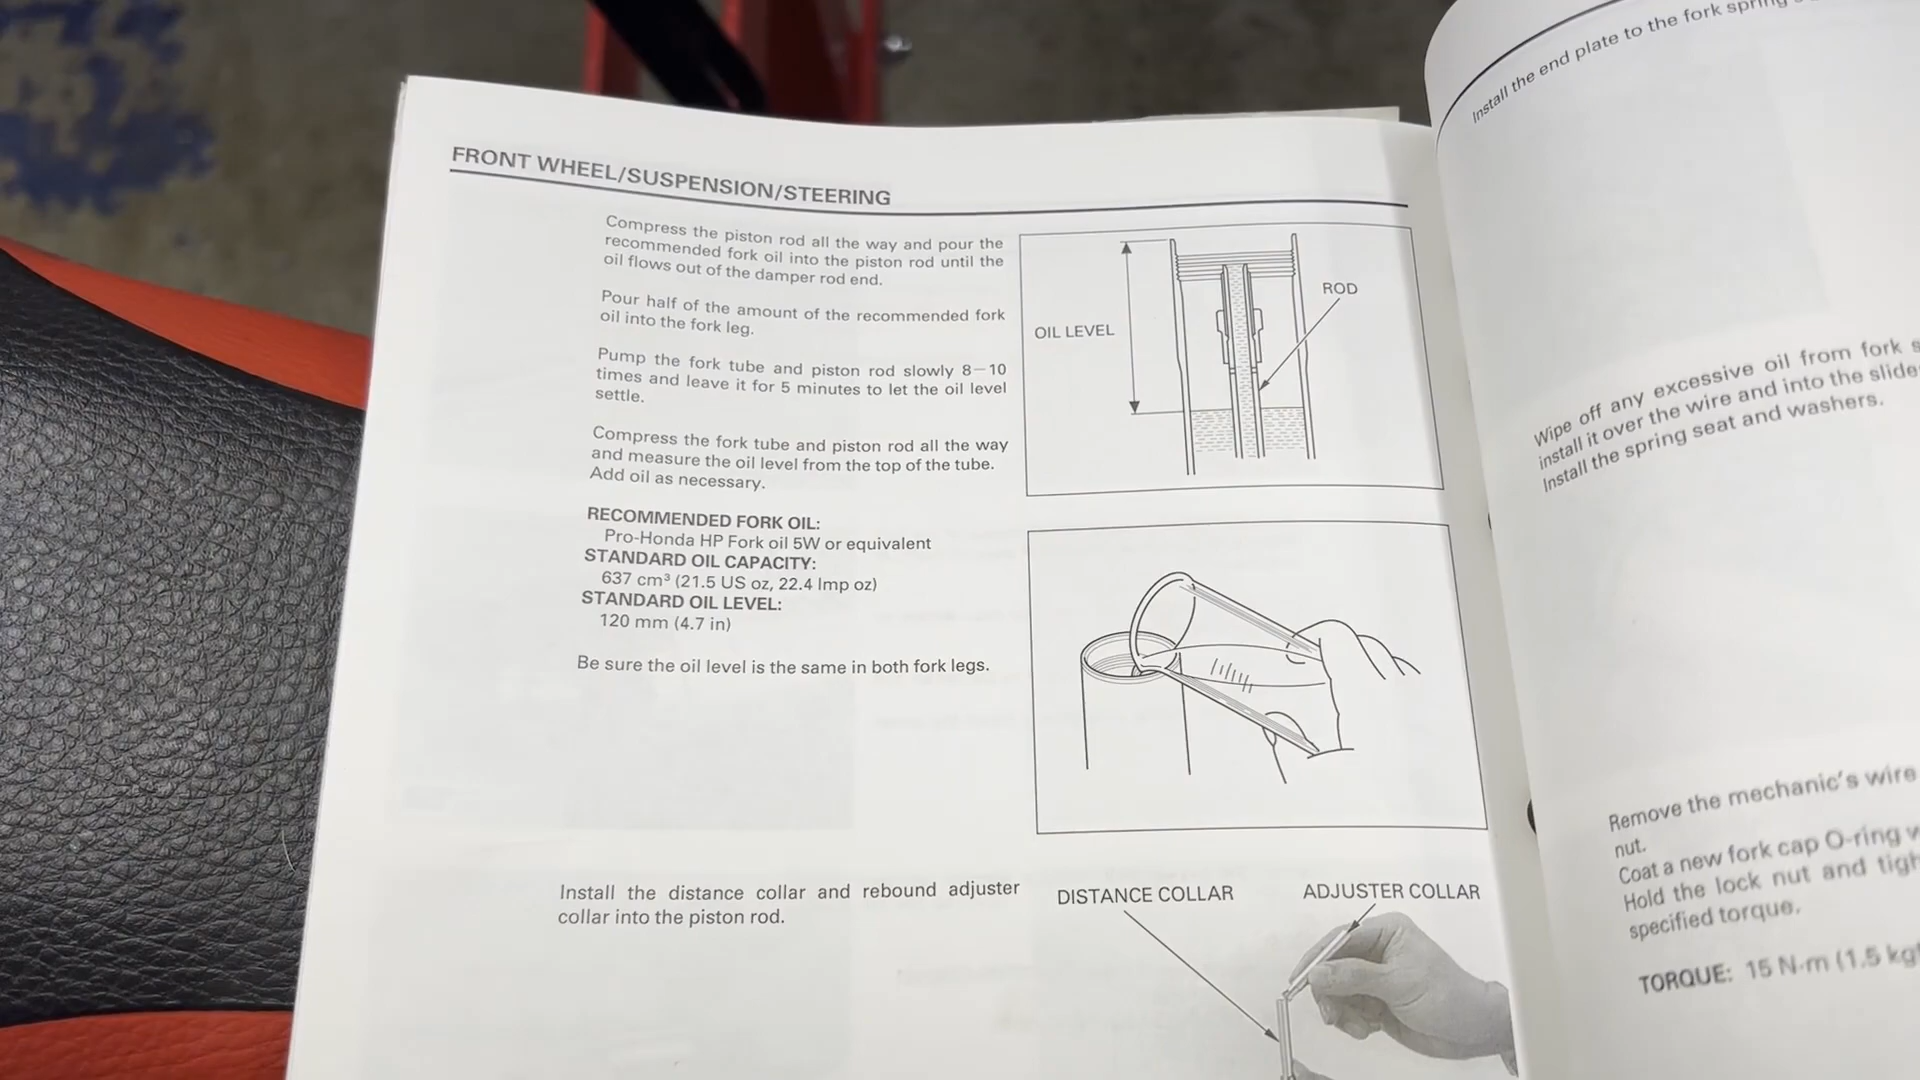 FRONT WHEEL/SUSPENSION/STEERING
Compress the piston rod all the way and pour the
recommended fork oil into the piston rod until the
oil flows out of the damper rod end.
Pour half of the amount of the recommended fork
oil into the fork leg.
Pump the fork tube and piston rod slowly 8—10
times and leave it for 5 minutes to let the oil level
settle.
Compress the fork tube and piston rod all the way
and measure the oil level from the top of the tube.
Add oil as necessary.
RECOMMENDED FORK OIL:
Pro-Honda HP Fork oil 5W or equivalent
STANDARD OIL CAPACITY:
637 cm³ (21.5 US oz, 22.4 Imp oz)
STANDARD OIL LEVEL:
120 mm (4.7 in)
Be sure the oil level is the same in both fork legs.
OIL LEVEL
ROD
Install the distance collar and rebound adjuster
collar into the piston rod.
DISTANCE COLLAR
ADJUSTER COLLAR
Install the end plate to the fork spring
Wipe off any excessive oil from fork
install it over the wire and into the
Install the spring seat and washers.
Remove the mechanic's wire
nut.
Coat a new fork cap O-ring
Hold the lock nut and
specified torque.
TORQUE: 15 N·m (1.5